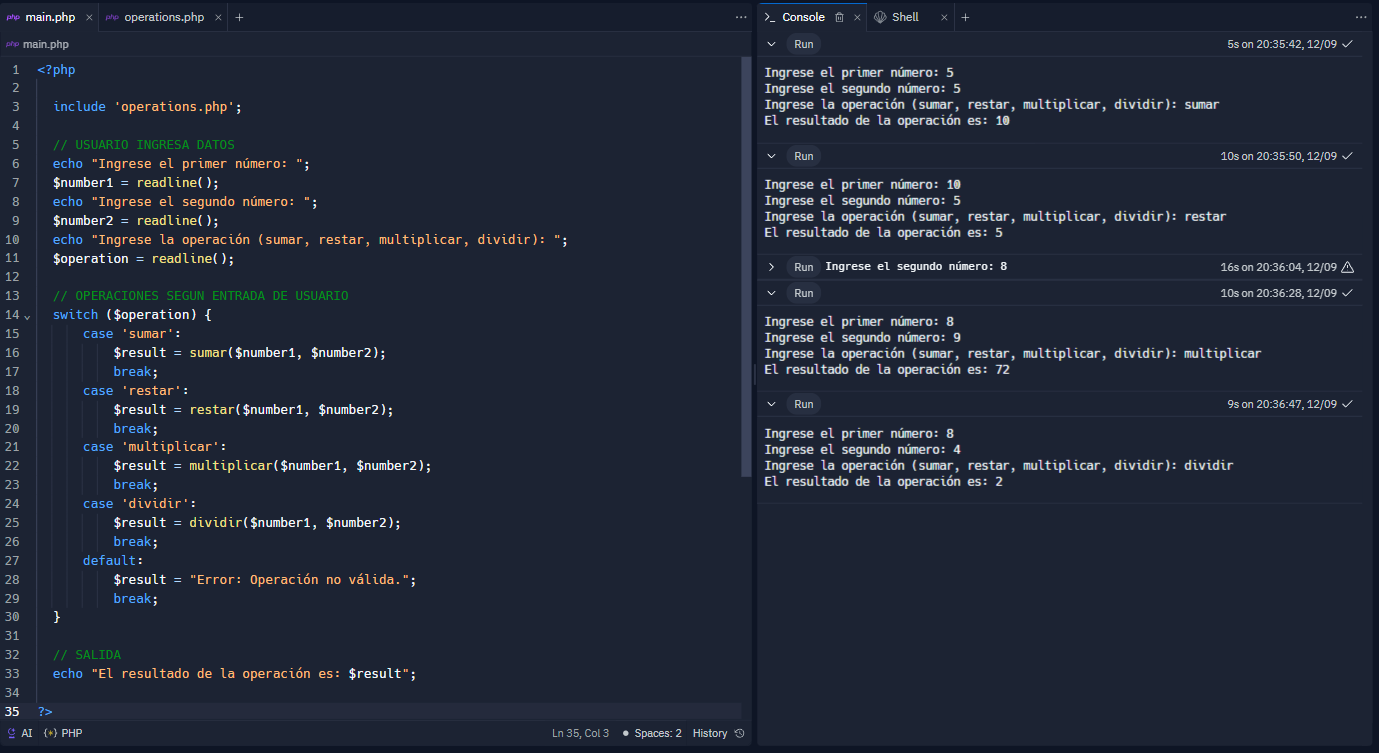 php main.php × php operations.php × + ...
php main.php
1 <?php
2
3 include 'operations.php';
4
5 // USUARIO INGRESA DATOS
6 echo "Ingrese el primer número: ";
7 $number1 = readline();
8 echo "Ingrese el segundo número: ";
9 $number2 = readline();
10 echo "Ingrese la operación (sumar, restar, multiplicar, dividir): ";
11 $operation = readline();
12
13 // OPERACIONES SEGUN ENTRADA DE USUARIO
14 switch ($operation) {
15 case 'sumar':
16 $result = sumar($number1, $number2);
17 break;
18 case 'restar':
19 $result = restar($number1, $number2);
20 break;
21 case 'multiplicar':
22 $result = multiplicar($number1, $number2);
23 break;
24 case 'dividir':
25 $result = dividir($number1, $number2);
26 break;
27 default:
28 $result = "Error: Operación no válida.";
29 break;
30 }
31
32 // SALIDA
33 echo "El resultado de la operación es: $result";
34
35 ?>
AI {} PHP Ln 35, Col 3 Spaces: 2 History
Console × Shell × + ...
Run 5s on 20:35:42, 12/09
Ingrese el primer número: 5
Ingrese el segundo número: 5
Ingrese la operación (sumar, restar, multiplicar, dividir): sumar
El resultado de la operación es: 10
Run 10s on 20:35:50, 12/09
Ingrese el primer número: 10
Ingrese el segundo número: 5
Ingrese la operación (sumar, restar, multiplicar, dividir): restar
El resultado de la operación es: 5
Run Ingrese el segundo número: 8 16s on 20:36:04, 12/09
Run 10s on 20:36:28, 12/09
Ingrese el primer número: 8
Ingrese el segundo número: 9
Ingrese la operación (sumar, restar, multiplicar, dividir): multiplicar
El resultado de la operación es: 72
Run 9s on 20:36:47, 12/09
Ingrese el primer número: 8
Ingrese el segundo número: 4
Ingrese la operación (sumar, restar, multiplicar, dividir): dividir
El resultado de la operación es: 2